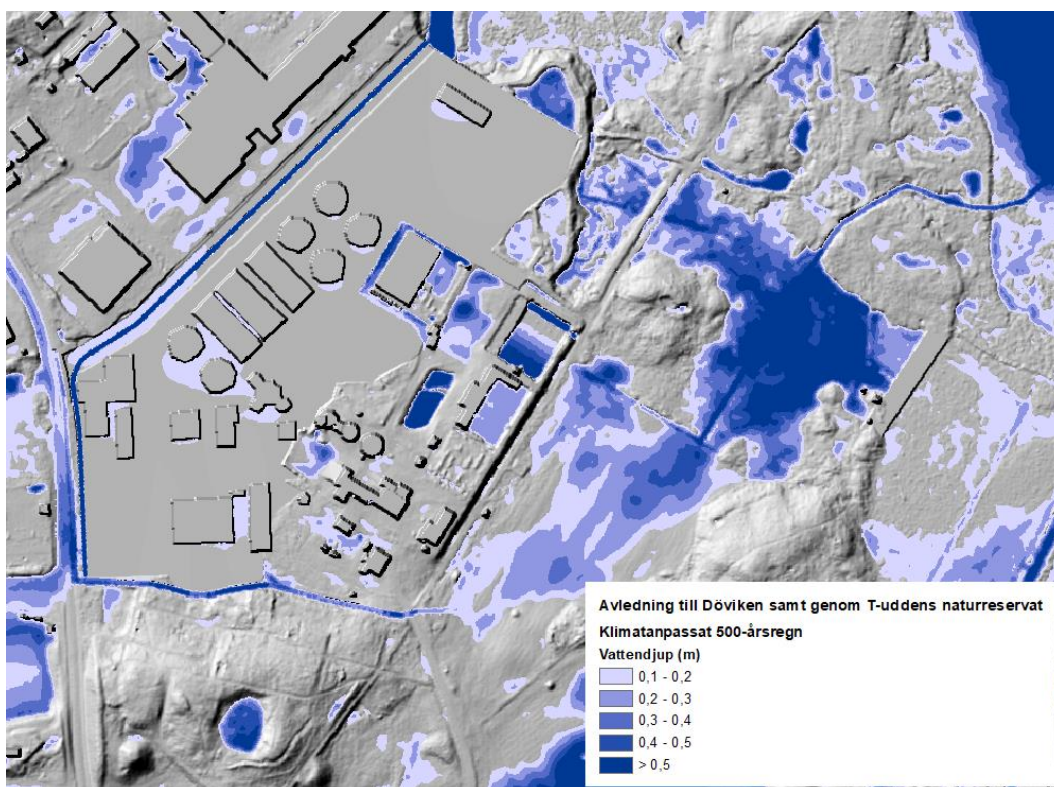 Avledning till Döviken samt genom T-uddens naturreservat
Klimatanpassat 500-årsregn
Vattendjup (m)
0,1 - 0,2
0,2 - 0,3
0,3 - 0,4
0,4 - 0,5
> 0,5